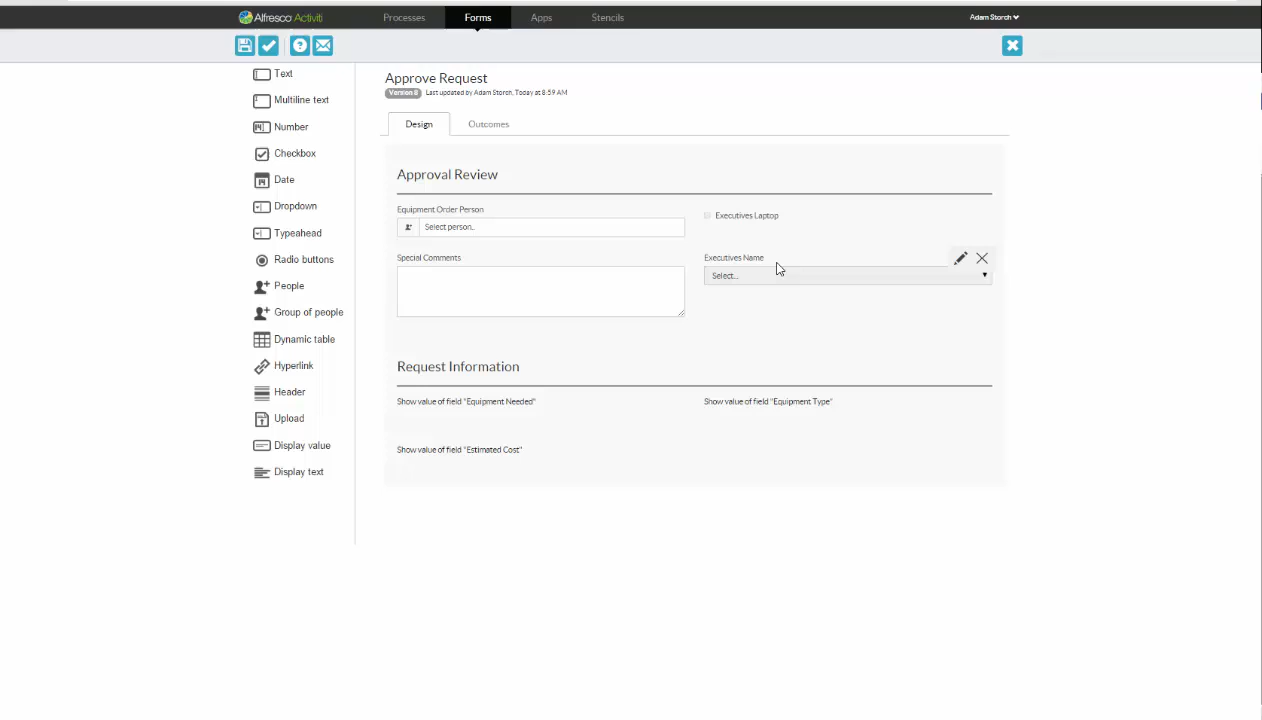 Alfresco Activiti
Processes
Forms
Apps
Stencils
Adam Storch
Text
Multiline text
Number
Checkbox
Date
Dropdown
Typeahead
Radio buttons
People
Group of people
Dynamic table
Hyperlink
Header
Upload
Display value
Display text
Approve Request
Version 8 Last updated by Adam Storch, Today at 8:59 AM
Design
Outcomes
Approval Review
Equipment Order Person
Select person..
Executives Laptop
Special Comments
Executives Name
Select...
Request Information
Show value of field "Equipment Needed"
Show value of field "Equipment Type"
Show value of field "Estimated Cost"